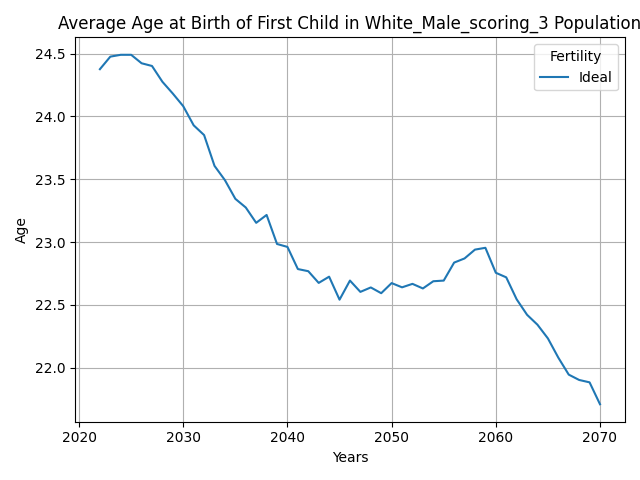 Average Age at Birth of First Child in White_Male_scoring_3 Population
Fertility
Ideal
Age
24.5
24.0
23.5
23.0
22.5
22.0
2020 2030 2040 2050 2060 2070
Years